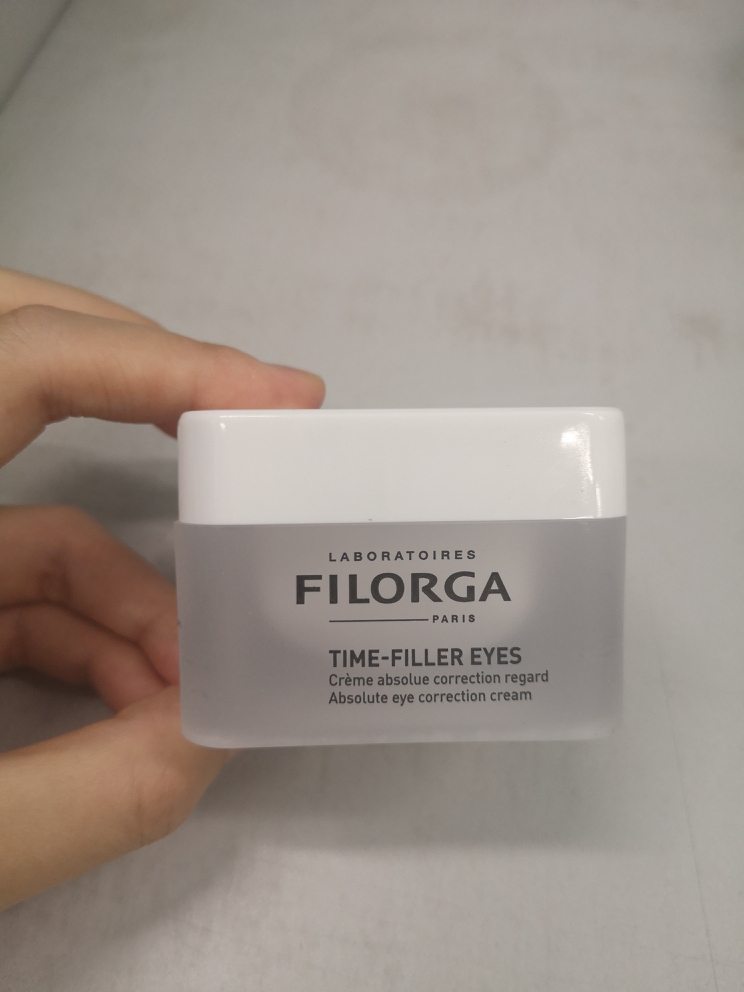 LABORATOIRES
FILORGA
PARIS
TIME-FILLER EYES
Crème absolue correction regard
Absolute eye correction cream